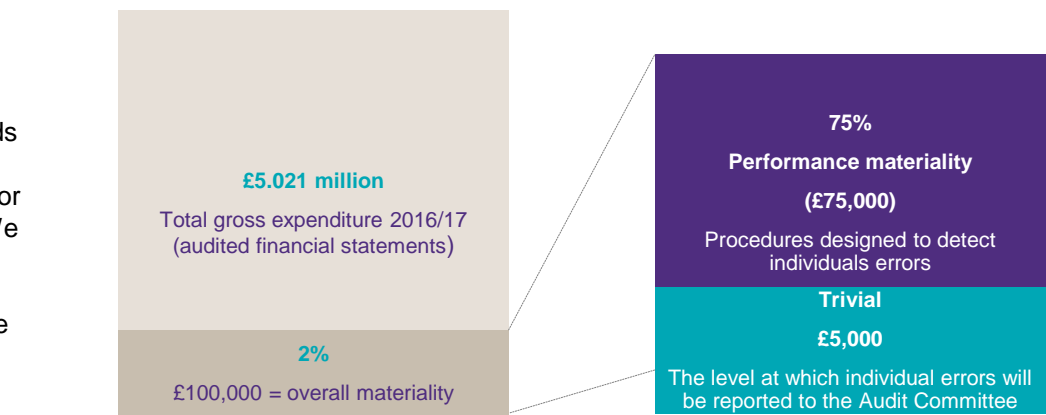 £5.021 million
Total gross expenditure 2016/17
(audited financial statements)
2%
£100,000 = overall materiality
75%
Performance materiality
(£75,000)
Procedures designed to detect
individuals errors
Trivial
£5,000
The level at which individual errors will
be reported to the Audit Committee